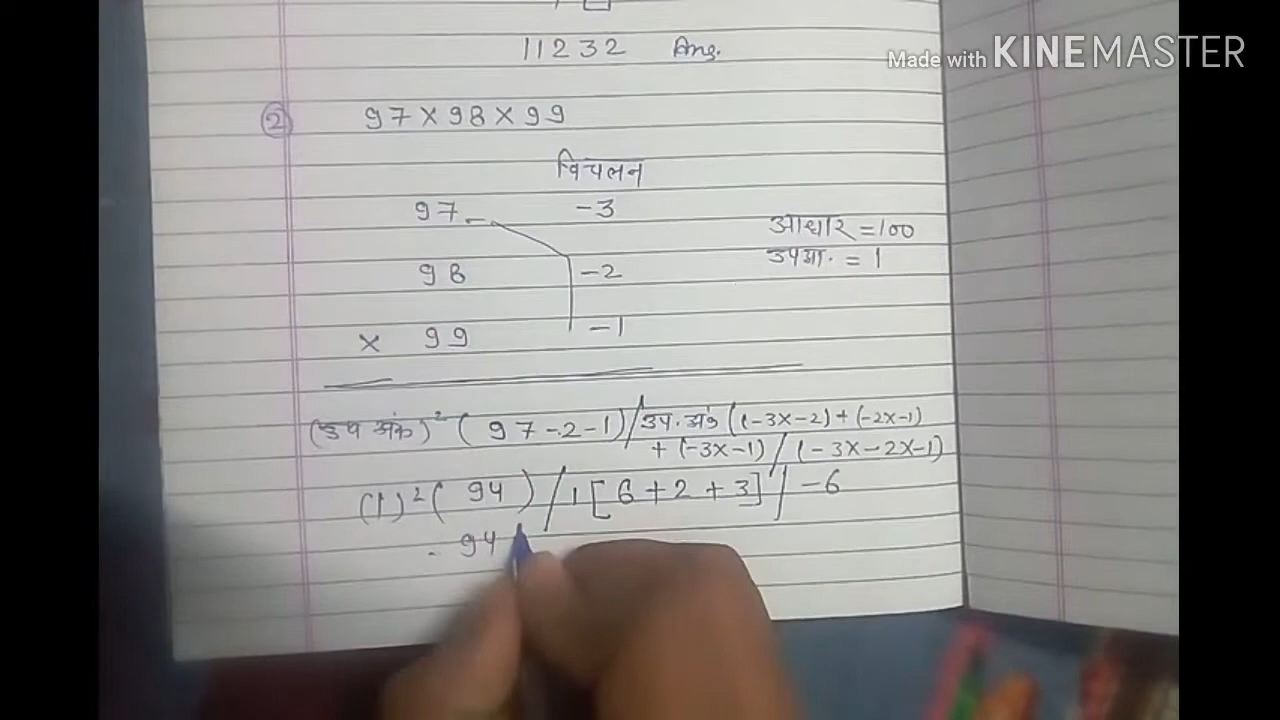 11232 Ans.
Made with KINEMASTER
② 97 × 98 × 99
विचलन
97 -3
आधार = 100
98 -2
उपआ. = 1
× 99 -1
(उप अंक)² (97-2-1) / उप. अंक ((-3×-2) + (-2×-1)
+ (-3×-1) / (-3×-2×-1)
(1)² (94) / 1 [6+2+3] / -6
94